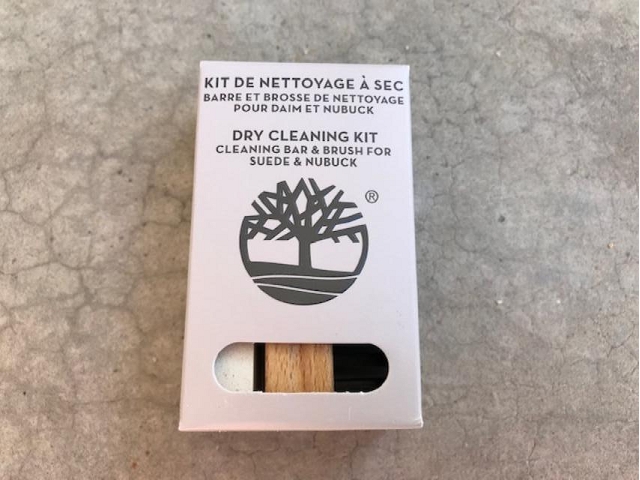 KIT DE NETTOYAGE À SEC
BARRE ET BROSSE DE NETTOYAGE
POUR DAIM ET NUBUCK
DRY CLEANING KIT
CLEANING BAR & BRUSH FOR
SUEDE & NUBUCK
®